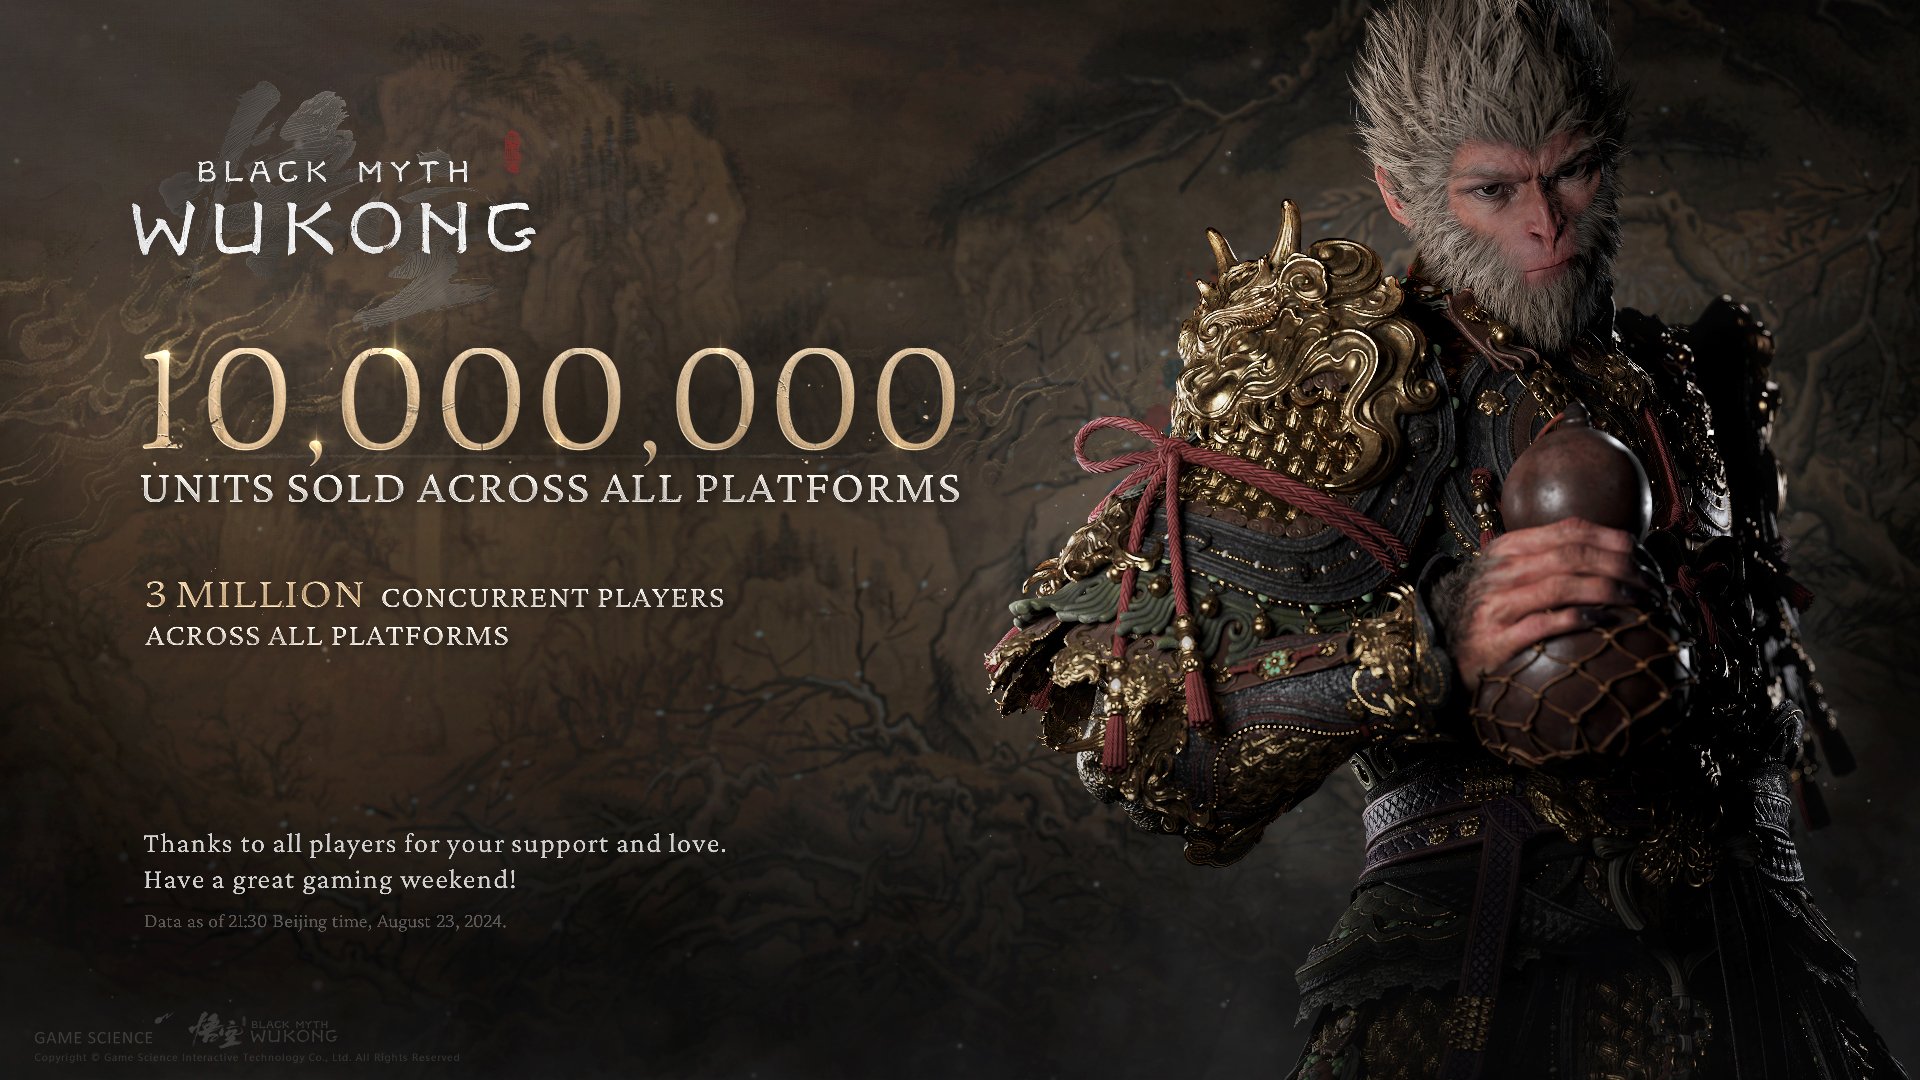 BLACK MYTH
WUKONG
10,000,000
UNITS SOLD ACROSS ALL PLATFORMS
3 MILLION CONCURRENT PLAYERS
ACROSS ALL PLATFORMS
Thanks to all players for your support and love.
Have a great gaming weekend!
Data as of 21:30 Beijing time, August 23, 2024.
GAME SCIENCE
悟空 BLACK MYTH
WUKONG
Copyright © Game Science Interactive Technology Co., Ltd. All Rights Reserved